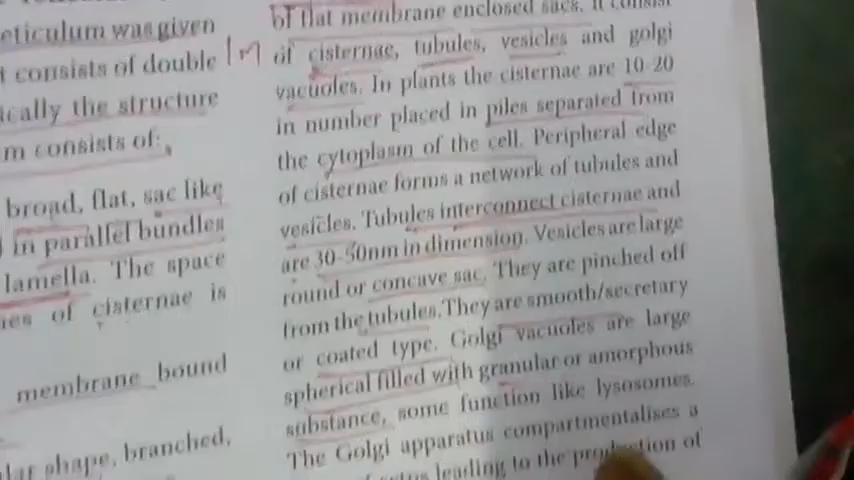 eticulum was given
t consists of double
ically the structure
m consists of:
broad, flat, sac like
in parallel bundles
lamella. The space
of cisternae is
membrane bound
shape, branched,
of flat membrane enclosed sacs. It consist
of cisternae, tubules, vesicles and golgi
vacuoles. In plants the cisternae are 10-20
in number placed in piles separated from
the cytoplasm of the cell. Peripheral edge
of cisternae forms a network of tubules and
vesicles. Tubules interconnect cisternae and
are 30-50nm in dimension. Vesicles are large
round or concave sac. They are pinched off
from the tubules.They are smooth/secretary
or coated type. Golgi vacuoles are large
spherical filled with granular or amorphous
substance, some function like lysosomes.
The Golgi apparatus compartmentalises a
leading to the production of